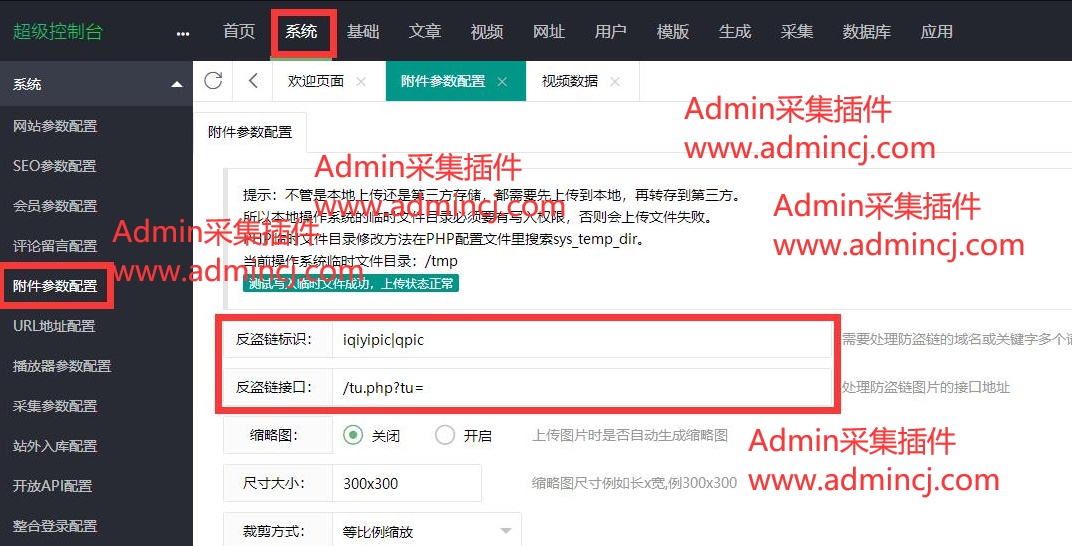 超级控制台 ... 首页 系统 基础 文章 视频 网址 用户 模版 生成 采集 数据库 应用
系统
欢迎页面 附件参数配置 视频数据
网站参数配置
SEO参数配置
会员参数配置
评论留言配置
附件参数配置
URL地址配置
播放器参数配置
采集参数配置
站外入库配置
开放API配置
整合登录配置
附件参数配置
提示：不管是本地上传还是第三方存储，都需要先上传到本地，再转存到第三方。
所以本地操作系统的临时文件目录必须要有写入权限，否则会上传文件失败。
PHP临时文件目录修改方法在PHP配置文件里搜索sys_temp_dir。
当前操作系统临时文件目录：/tmp
测试写入临时文件成功，上传状态正常
反盗链标识： iqiyipic|qpic 需要处理防盗链的域名或关键字多个
反盗链接口： /tu.php?tu= 处理防盗链图片的接口地址
缩略图： 关闭 开启 上传图片时是否自动生成缩略图
尺寸大小： 300x300 缩略图尺寸例如长x宽,例300x300
裁剪方式： 等比例缩放
Admin采集插件
www.admincj.com
Admin采集插件
www.admincj.com
Admin采集插件
www.admincj.com
Admin采集插件
www.admincj.com
Admin采集插件
www.admincj.com